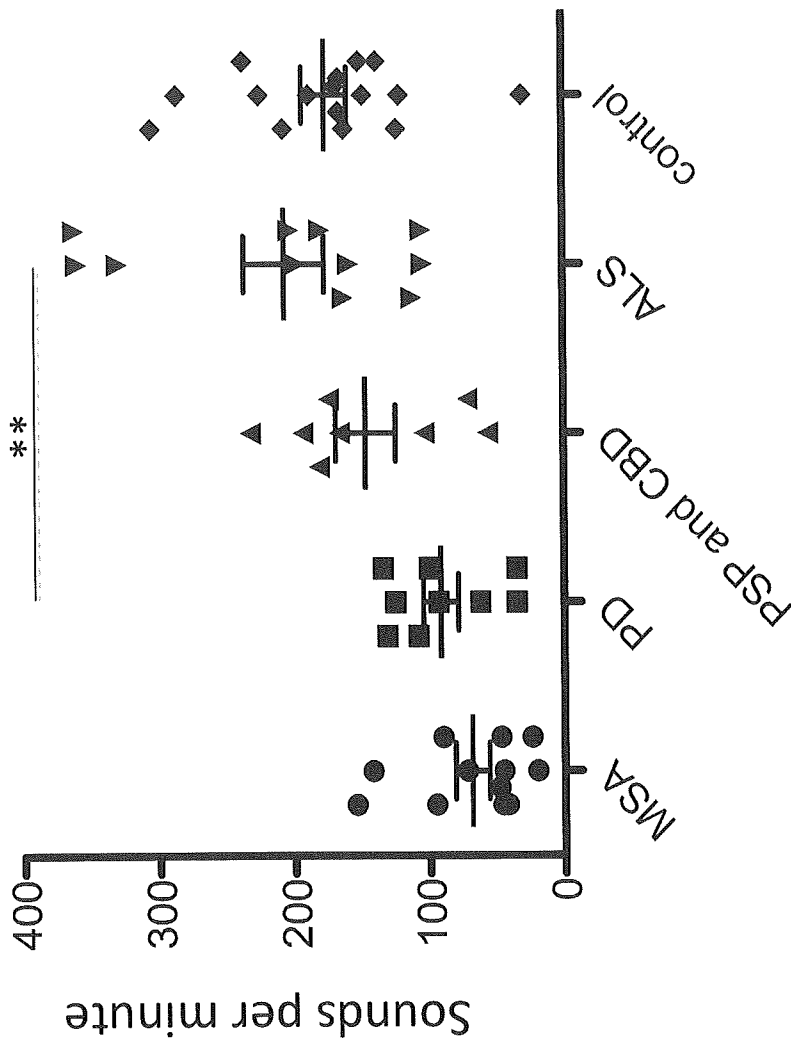 **
Sounds per minute
400
300
200
100
0
MSA
PD
PSP and CBD
ALS
control